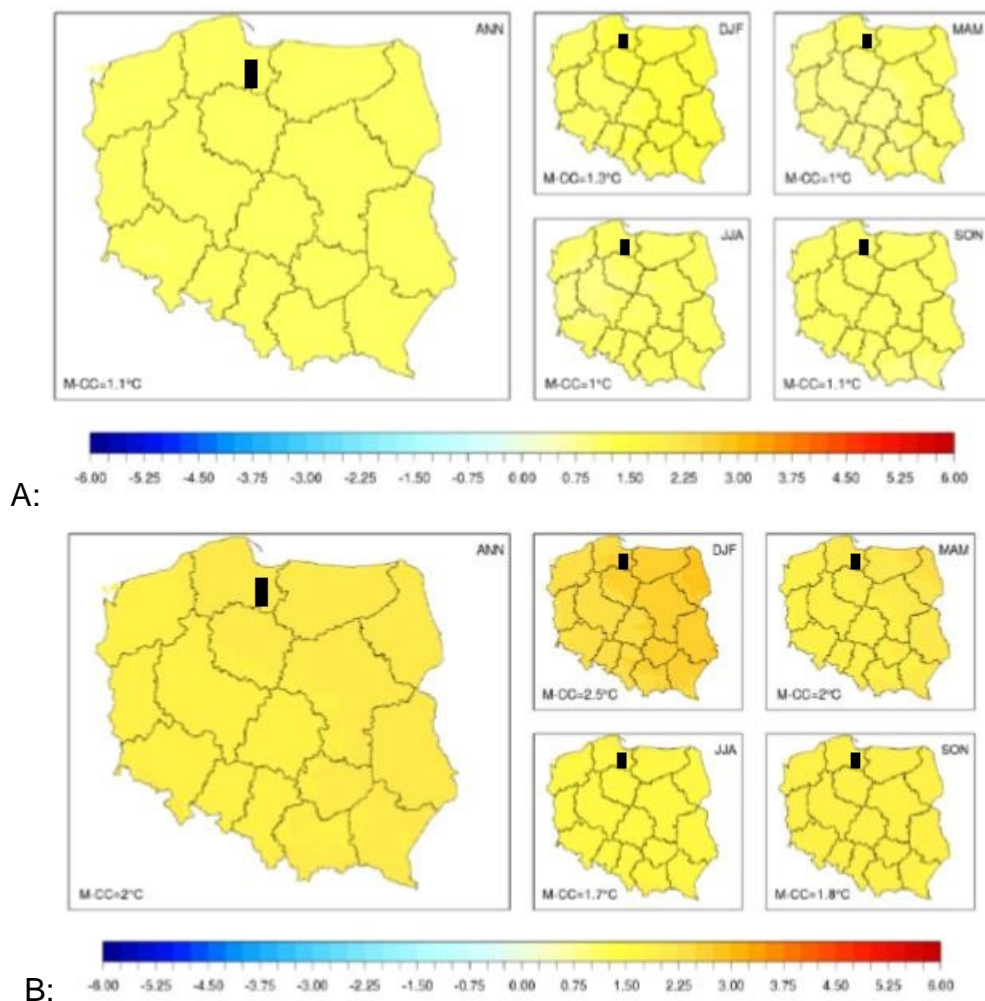 ANN
M-CC=1.1°C
DJF
M-CC=1.3°C
MAM
M-CC=1°C
JJA
M-CC=1°C
SON
M-CC=1.1°C
-6.00 -5.25 -4.50 -3.75 -3.00 -2.25 -1.50 -0.75 0.00 0.75 1.50 2.25 3.00 3.75 4.50 5.25 6.00
A:
ANN
M-CC=2°C
DJF
M-CC=2.5°C
MAM
M-CC=2°C
JJA
M-CC=1.7°C
SON
M-CC=1.8°C
-6.00 -5.25 -4.50 -3.75 -3.00 -2.25 -1.50 -0.75 0.00 0.75 1.50 2.25 3.00 3.75 4.50 5.25 6.00
B: